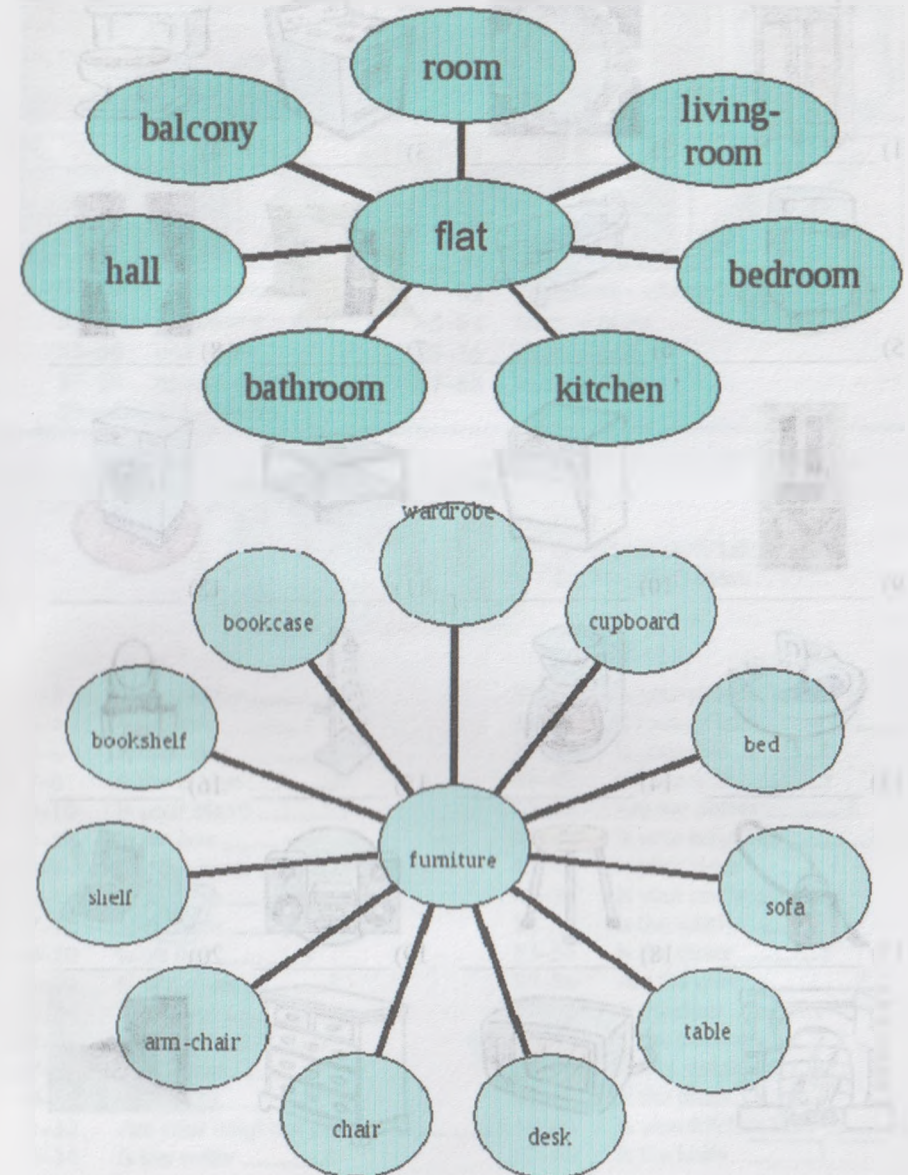 room
balcony
living-
room
flat
hall
bedroom
bathroom
kitchen
wardrobe
bookcase
cupboard
bookshelf
bed
furniture
shelf
sofa
arm-chair
table
chair
desk